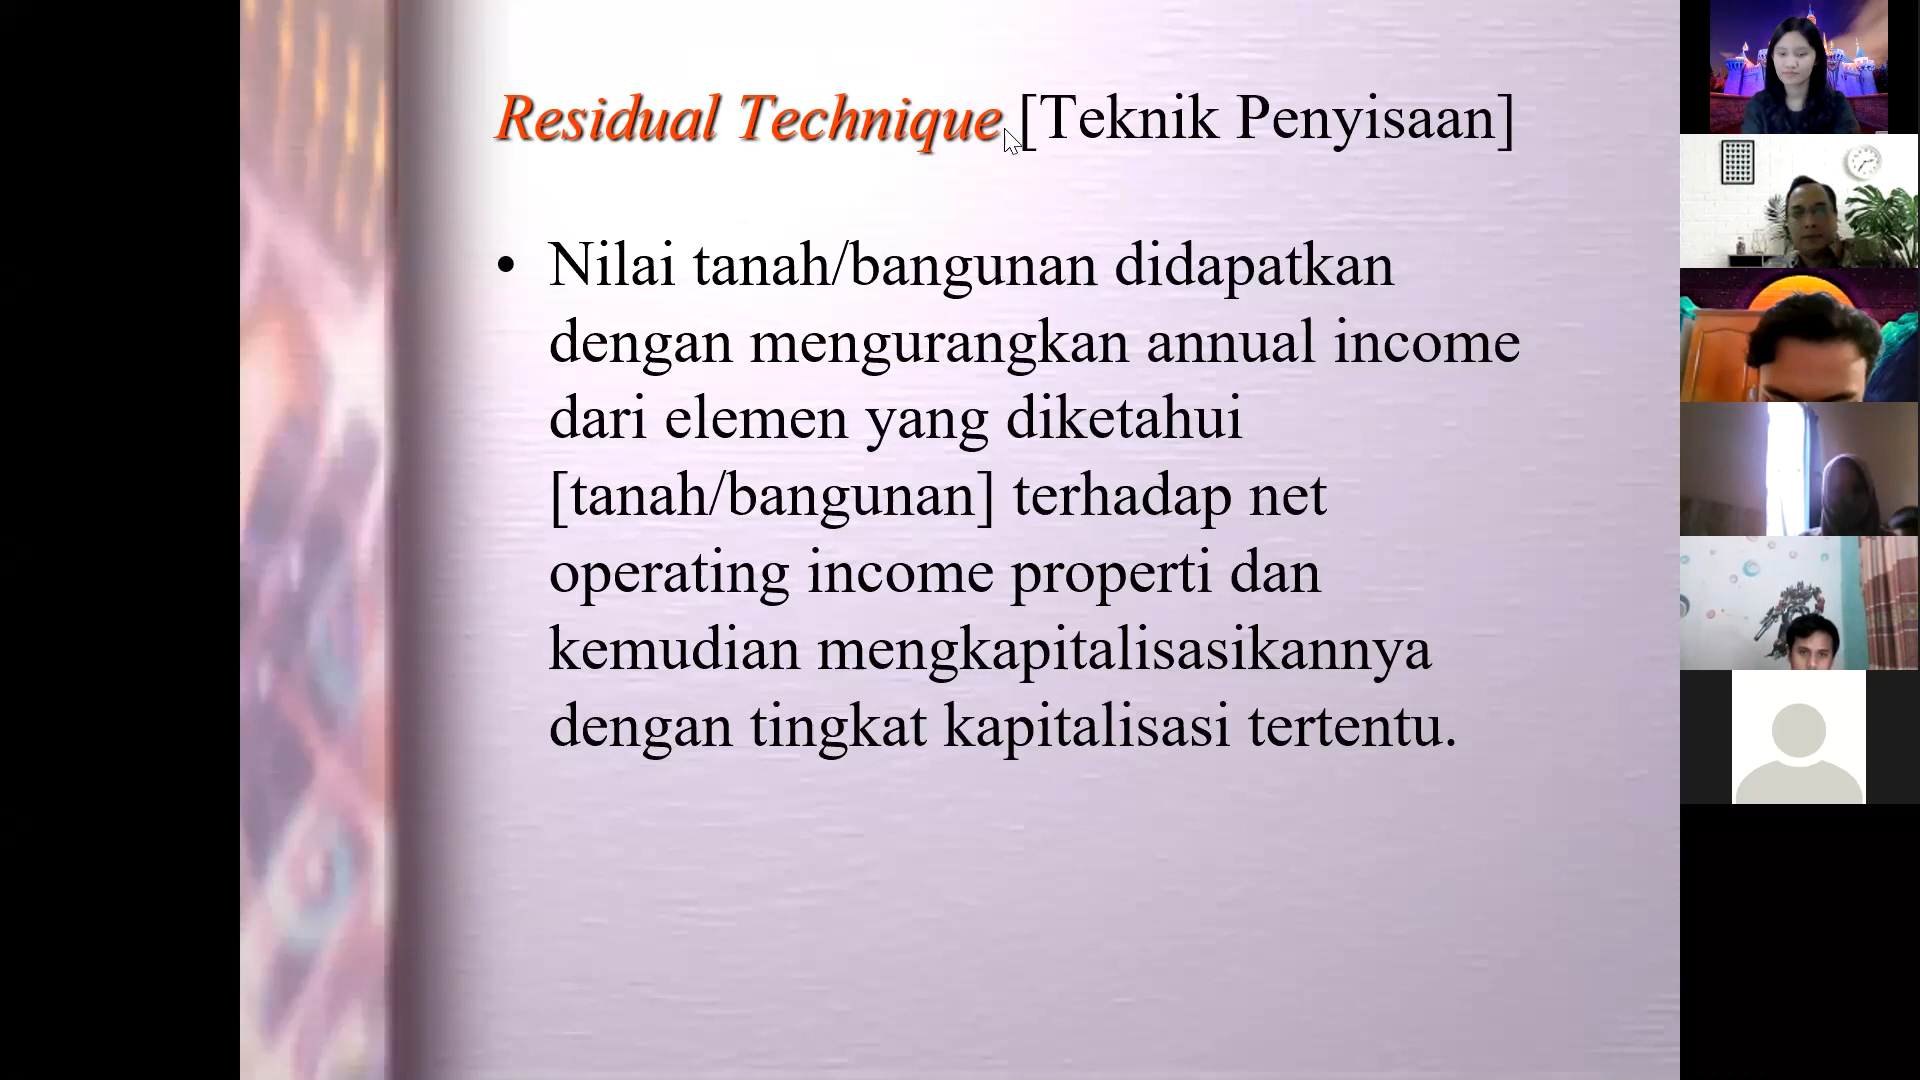 Residual Technique [Teknik Penyisaan]
• Nilai tanah/bangunan didapatkan
dengan mengurangkan annual income
dari elemen yang diketahui
[tanah/bangunan] terhadap net
operating income properti dan
kemudian mengkapitalisasikannya
dengan tingkat kapitalisasi tertentu.